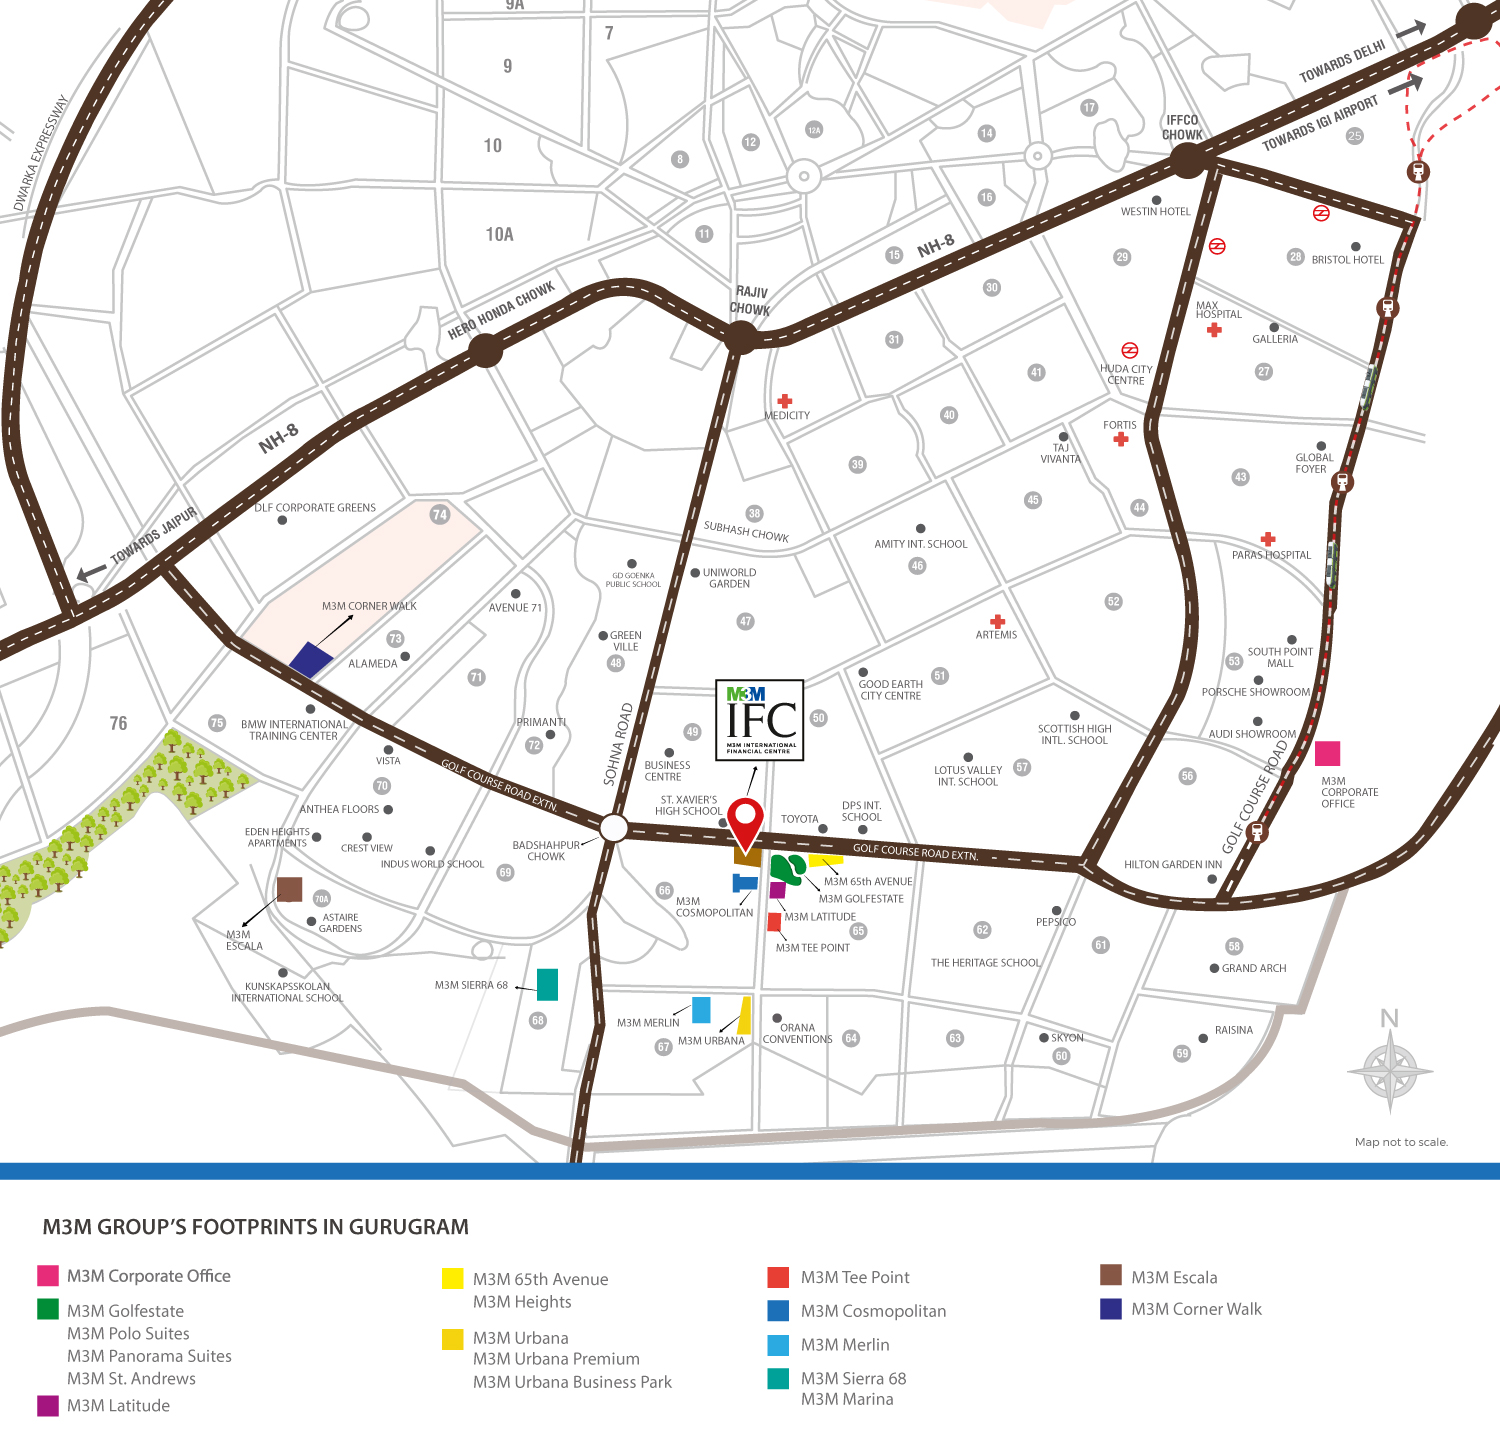 9A
7
9
10
10A
8
12
12A
14
17
16
11
15
25
IFFCO
CHOWK
TOWARDS DELHI
TOWARDS IGI AIRPORT
DWARKA EXPRESSWAY
WESTIN HOTEL
29
28
BRISTOL HOTEL
NH-8
30
RAJIV
CHOWK
HERO HONDA CHOWK
MAX
HOSPITAL
GALLERIA
27
31
41
HUDA CITY
CENTRE
MEDICITY
40
FORTIS
TAJ
VIVANTA
NH-8
39
GLOBAL
FOYER
43
45
44
DLF CORPORATE GREENS
74
38
SUBHASH CHOWK
TOWARDS JAIPUR
AMITY INT. SCHOOL
46
PARAS HOSPITAL
GD GOENKA
PUBLIC SCHOOL
UNIWORLD
GARDEN
AVENUE 71
M3M CORNER WALK
52
47
ARTEMIS
73
GREEN
VILLE
48
ALAMEDA
71
SOUTH POINT
MALL
53
PORSCHE SHOWROOM
GOOD EARTH
CITY CENTRE
51
M3M
IFC
M3M INTERNATIONAL
FINANCIAL CENTRE
50
76
75
BMW INTERNATIONAL
TRAINING CENTER
PRIMANTI
72
SOHNA ROAD
49
SCOTTISH HIGH
INTL. SCHOOL
AUDI SHOWROOM
VISTA
70
GOLF COURSE ROAD EXTN.
BUSINESS
CENTRE
LOTUS VALLEY
INT. SCHOOL
57
56
GOLF COURSE ROAD
M3M
CORPORATE
OFFICE
ANTHEA FLOORS
ST. XAVIER'S
HIGH SCHOOL
TOYOTA
DPS INT.
SCHOOL
EDEN HEIGHTS
APARTMENTS
CREST VIEW
INDUS WORLD SCHOOL
BADSHAHPUR
CHOWK
GOLF COURSE ROAD EXTN.
HILTON GARDEN INN
69
66
M3M
COSMOPOLITAN
M3M 65th AVENUE
M3M GOLFESTATE
M3M LATITUDE
65
M3M TEE POINT
70A
ASTAIRE
GARDENS
M3M
ESCALA
PEPSICO
62
61
58
THE HERITAGE SCHOOL
GRAND ARCH
KUNSKAPSSKOLAN
INTERNATIONAL SCHOOL
M3M SIERRA 68
68
M3M MERLIN
67
M3M URBANA
ORANA
CONVENTIONS
64
63
SKYON
60
59
RAISINA
N
Map not to scale.
M3M GROUP'S FOOTPRINTS IN GURUGRAM
M3M Corporate Office
M3M Golfestate
M3M Polo Suites
M3M Panorama Suites
M3M St. Andrews
M3M Latitude
M3M 65th Avenue
M3M Heights
M3M Urbana
M3M Urbana Premium
M3M Urbana Business Park
M3M Tee Point
M3M Cosmopolitan
M3M Merlin
M3M Sierra 68
M3M Marina
M3M Escala
M3M Corner Walk